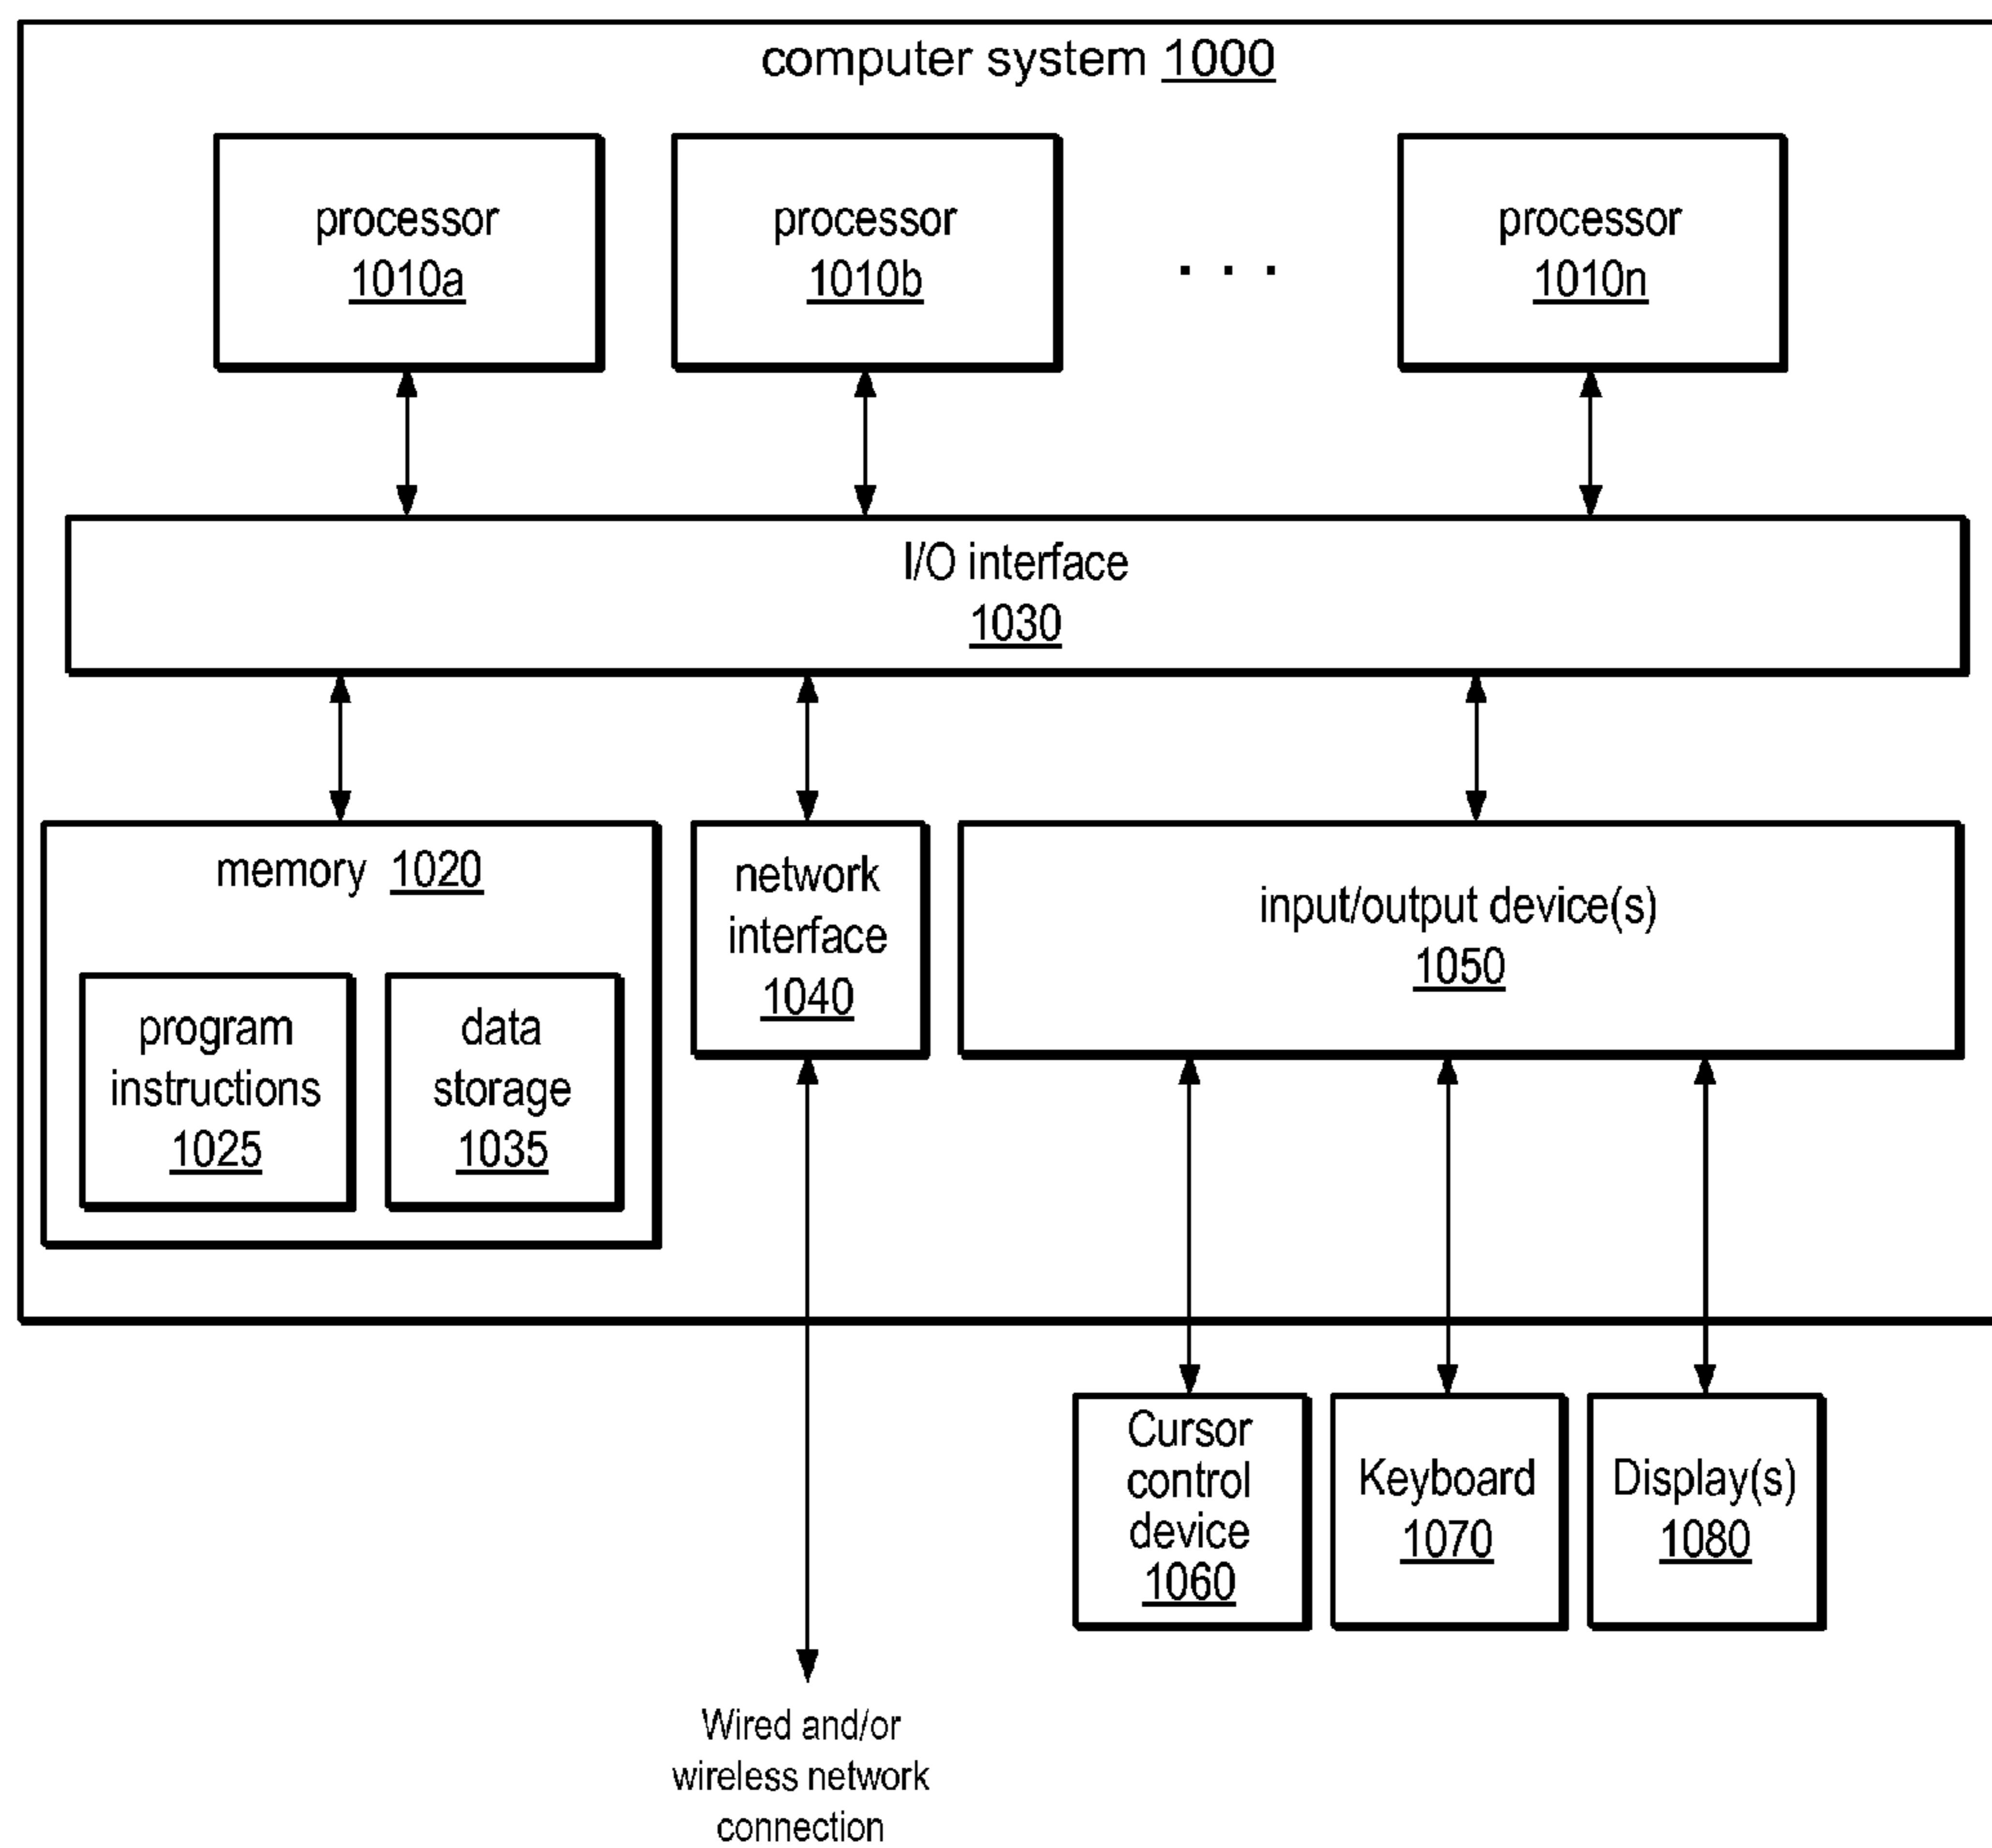 computer system 1000
processor
1010a
processor
1010b
. . .
processor
1010n
I/O interface
1030
memory 1020
program
instructions
1025
data
storage
1035
network
interface
1040
input/output device(s)
1050
Cursor
control
device
1060
Keyboard
1070
Display(s)
1080
Wired and/or
wireless network
connection